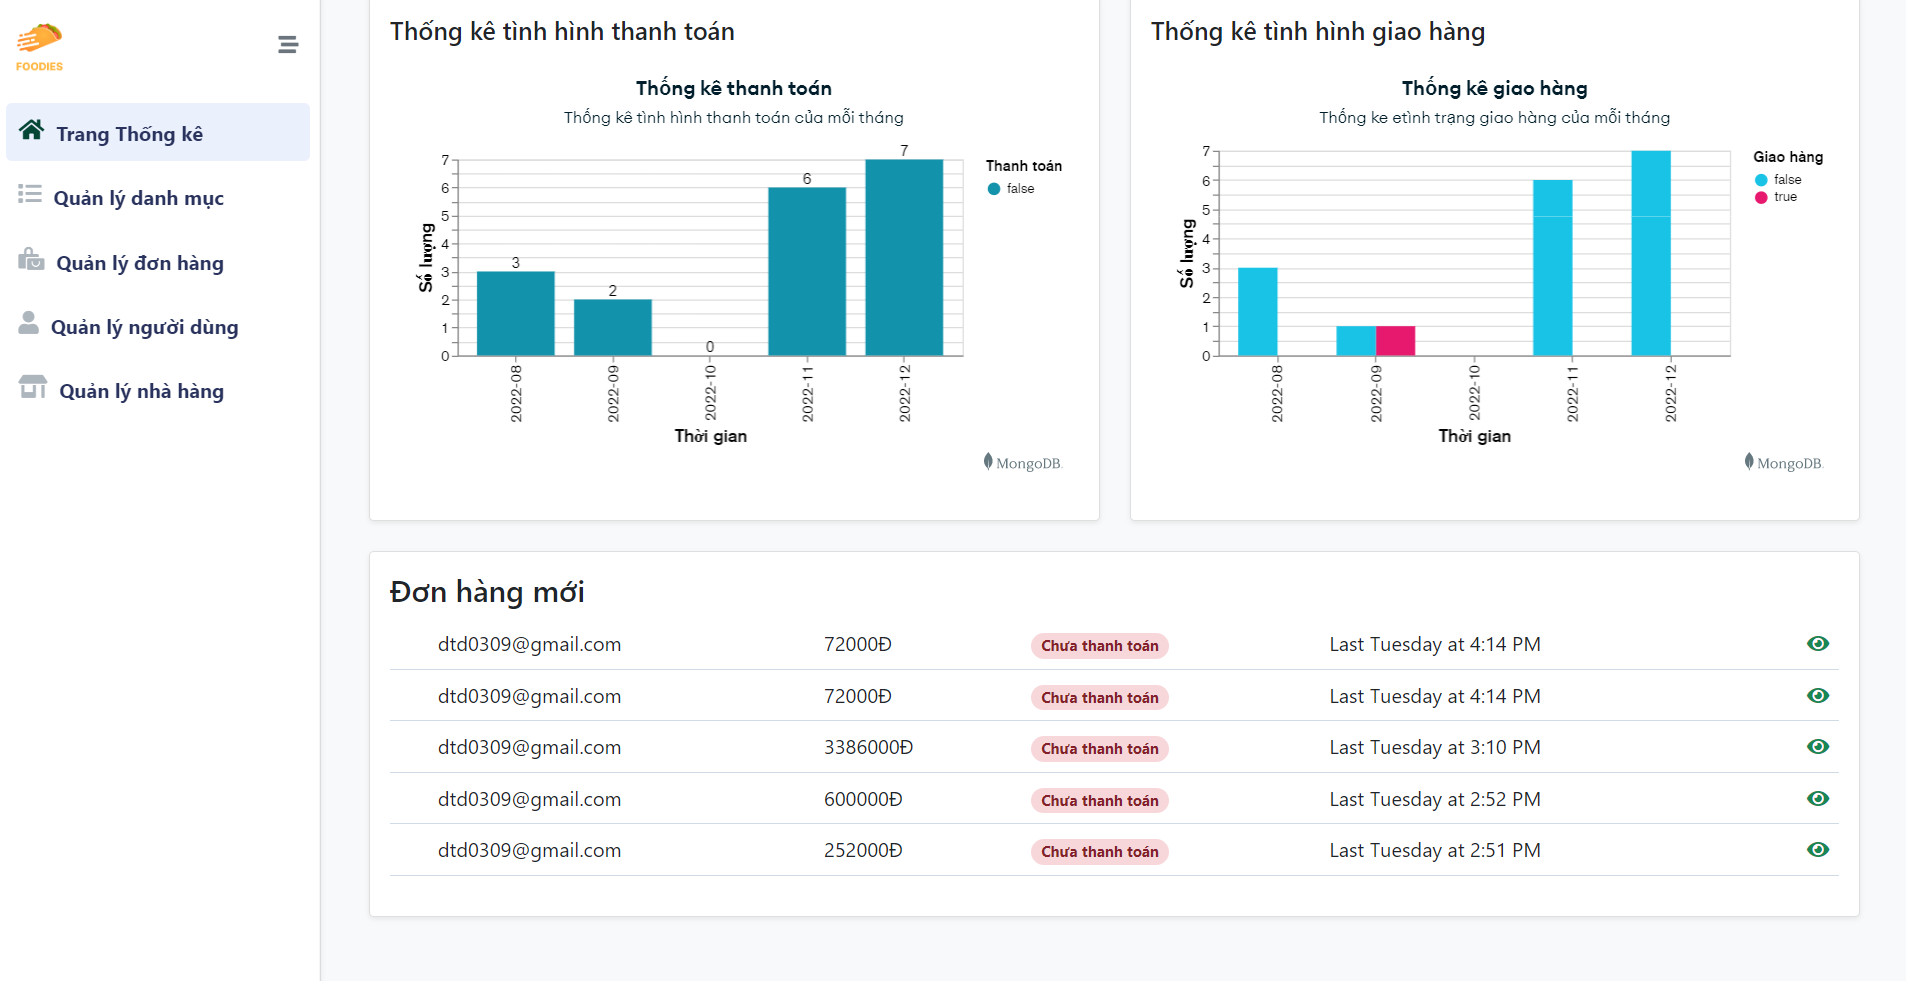 FOODIES
Trang Thống kê
Quản lý danh mục
Quản lý đơn hàng
Quản lý người dùng
Quản lý nhà hàng
Thống kê tình hình thanh toán
Thống kê thanh toán
Thống kê tình hình thanh toán của mỗi tháng
Số lượng
7
6
5
4
3
2
1
0
3
2
0
6
7
2022-08
2022-09
2022-10
2022-11
2022-12
Thời gian
Thanh toán
false
MongoDB.
Thống kê tình hình giao hàng
Thống kê giao hàng
Thống ke etình trạng giao hàng của mỗi tháng
Số lượng
7
6
5
4
3
2
1
0
2022-08
2022-09
2022-10
2022-11
2022-12
Thời gian
Giao hàng
false
true
MongoDB.
Đơn hàng mới
dtd0309@gmail.com 72000Đ Chưa thanh toán Last Tuesday at 4:14 PM
dtd0309@gmail.com 72000Đ Chưa thanh toán Last Tuesday at 4:14 PM
dtd0309@gmail.com 3386000Đ Chưa thanh toán Last Tuesday at 3:10 PM
dtd0309@gmail.com 600000Đ Chưa thanh toán Last Tuesday at 2:52 PM
dtd0309@gmail.com 252000Đ Chưa thanh toán Last Tuesday at 2:51 PM